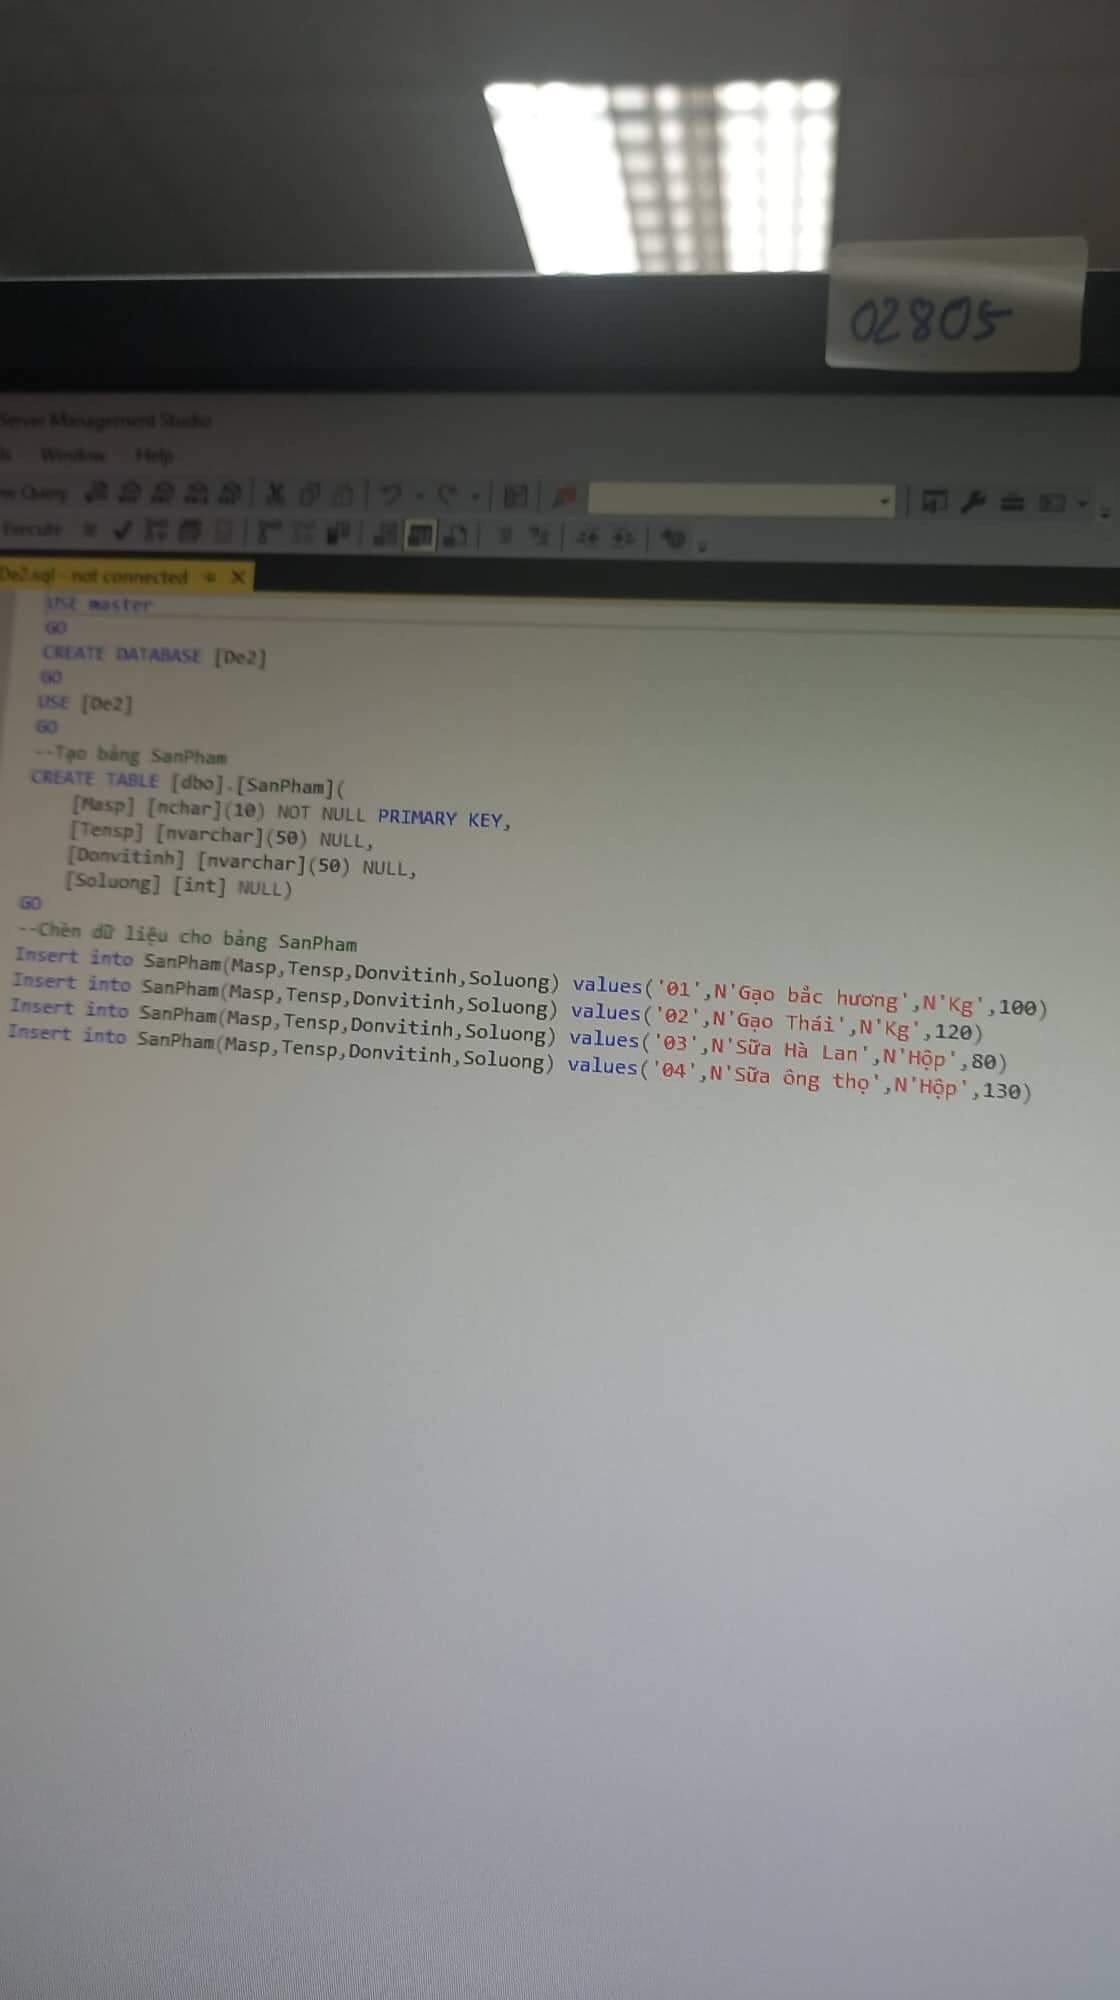 02805
Server Management Studio
Window Help
Query
Execute
De2.sql - not connected
USE master
GO
CREATE DATABASE [De2]
GO
USE [De2]
GO
--Tạo bảng SanPham
CREATE TABLE [dbo].[SanPham](
[Masp] [nchar](10) NOT NULL PRIMARY KEY,
[Tensp] [nvarchar](50) NULL,
[Donvitinh] [nvarchar](50) NULL,
[Soluong] [int] NULL)
GO
--Chèn dữ liệu cho bảng SanPham
Insert into SanPham(Masp,Tensp,Donvitinh,Soluong) values('01',N'Gạo bắc hương',N'Kg',100)
Insert into SanPham(Masp,Tensp,Donvitinh,Soluong) values('02',N'Gạo Thái',N'Kg',120)
Insert into SanPham(Masp,Tensp,Donvitinh,Soluong) values('03',N'Sữa Hà Lan',N'Hộp',80)
Insert into SanPham(Masp,Tensp,Donvitinh,Soluong) values('04',N'Sữa ông thọ',N'Hộp',130)